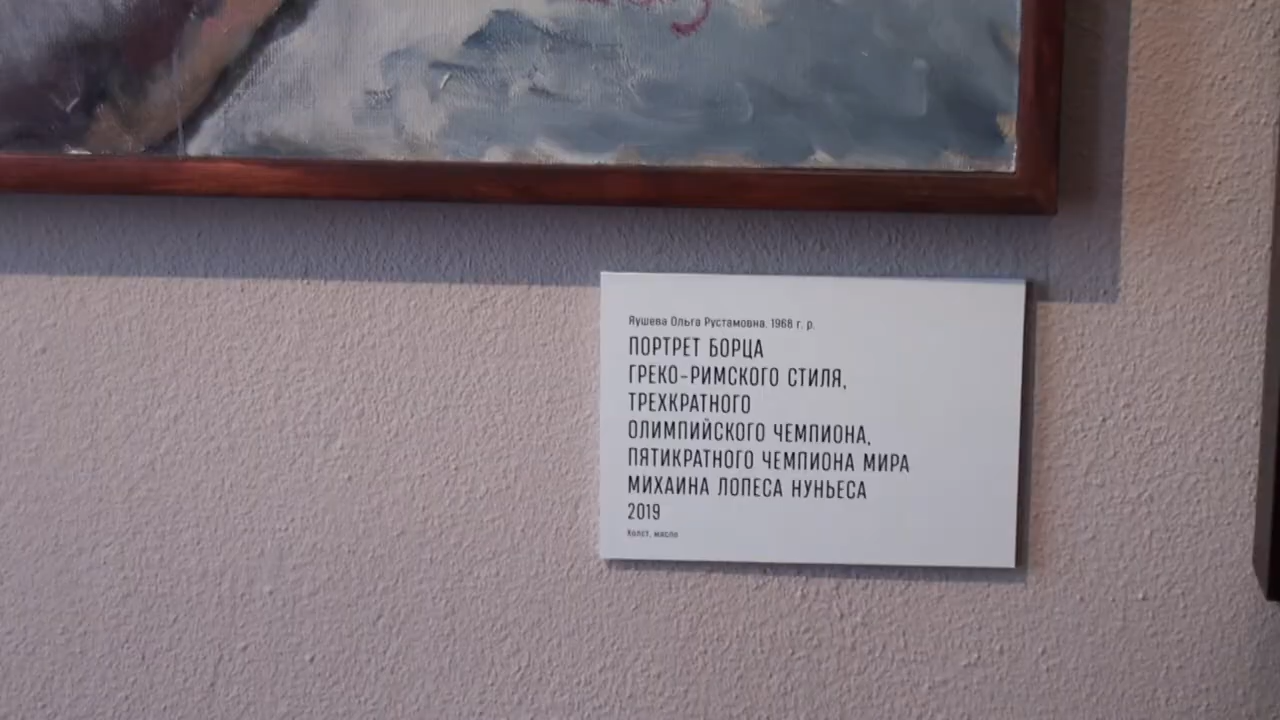 Яушева Ольга Рустамовна, 1968 г. р.
ПОРТРЕТ БОРЦА
ГРЕКО-РИМСКОГО СТИЛЯ,
ТРЕХКРАТНОГО
ОЛИМПИЙСКОГО ЧЕМПИОНА,
ПЯТИКРАТНОГО ЧЕМПИОНА МИРА
МИХАИНА ЛОПЕСА НУНЬЕСА
2019
Холст, масло